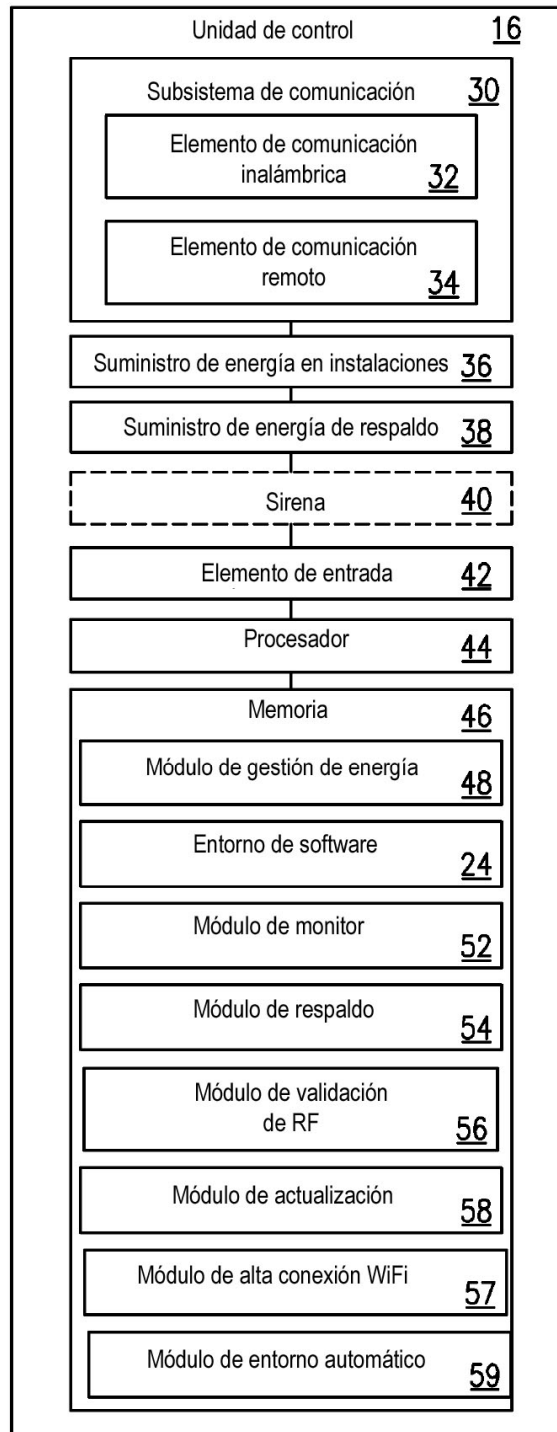 Unidad de control 16
Subsistema de comunicación 30
Elemento de comunicación
inalámbrica 32
Elemento de comunicación
remoto 34
Suministro de energía en instalaciones 36
Suministro de energía de respaldo 38
Sirena 40
Elemento de entrada 42
Procesador 44
Memoria 46
Módulo de gestión de energía 48
Entorno de software 24
Módulo de monitor 52
Módulo de respaldo 54
Módulo de validación
de RF 56
Módulo de actualización 58
Módulo de alta conexión WiFi 57
Módulo de entorno automático 59